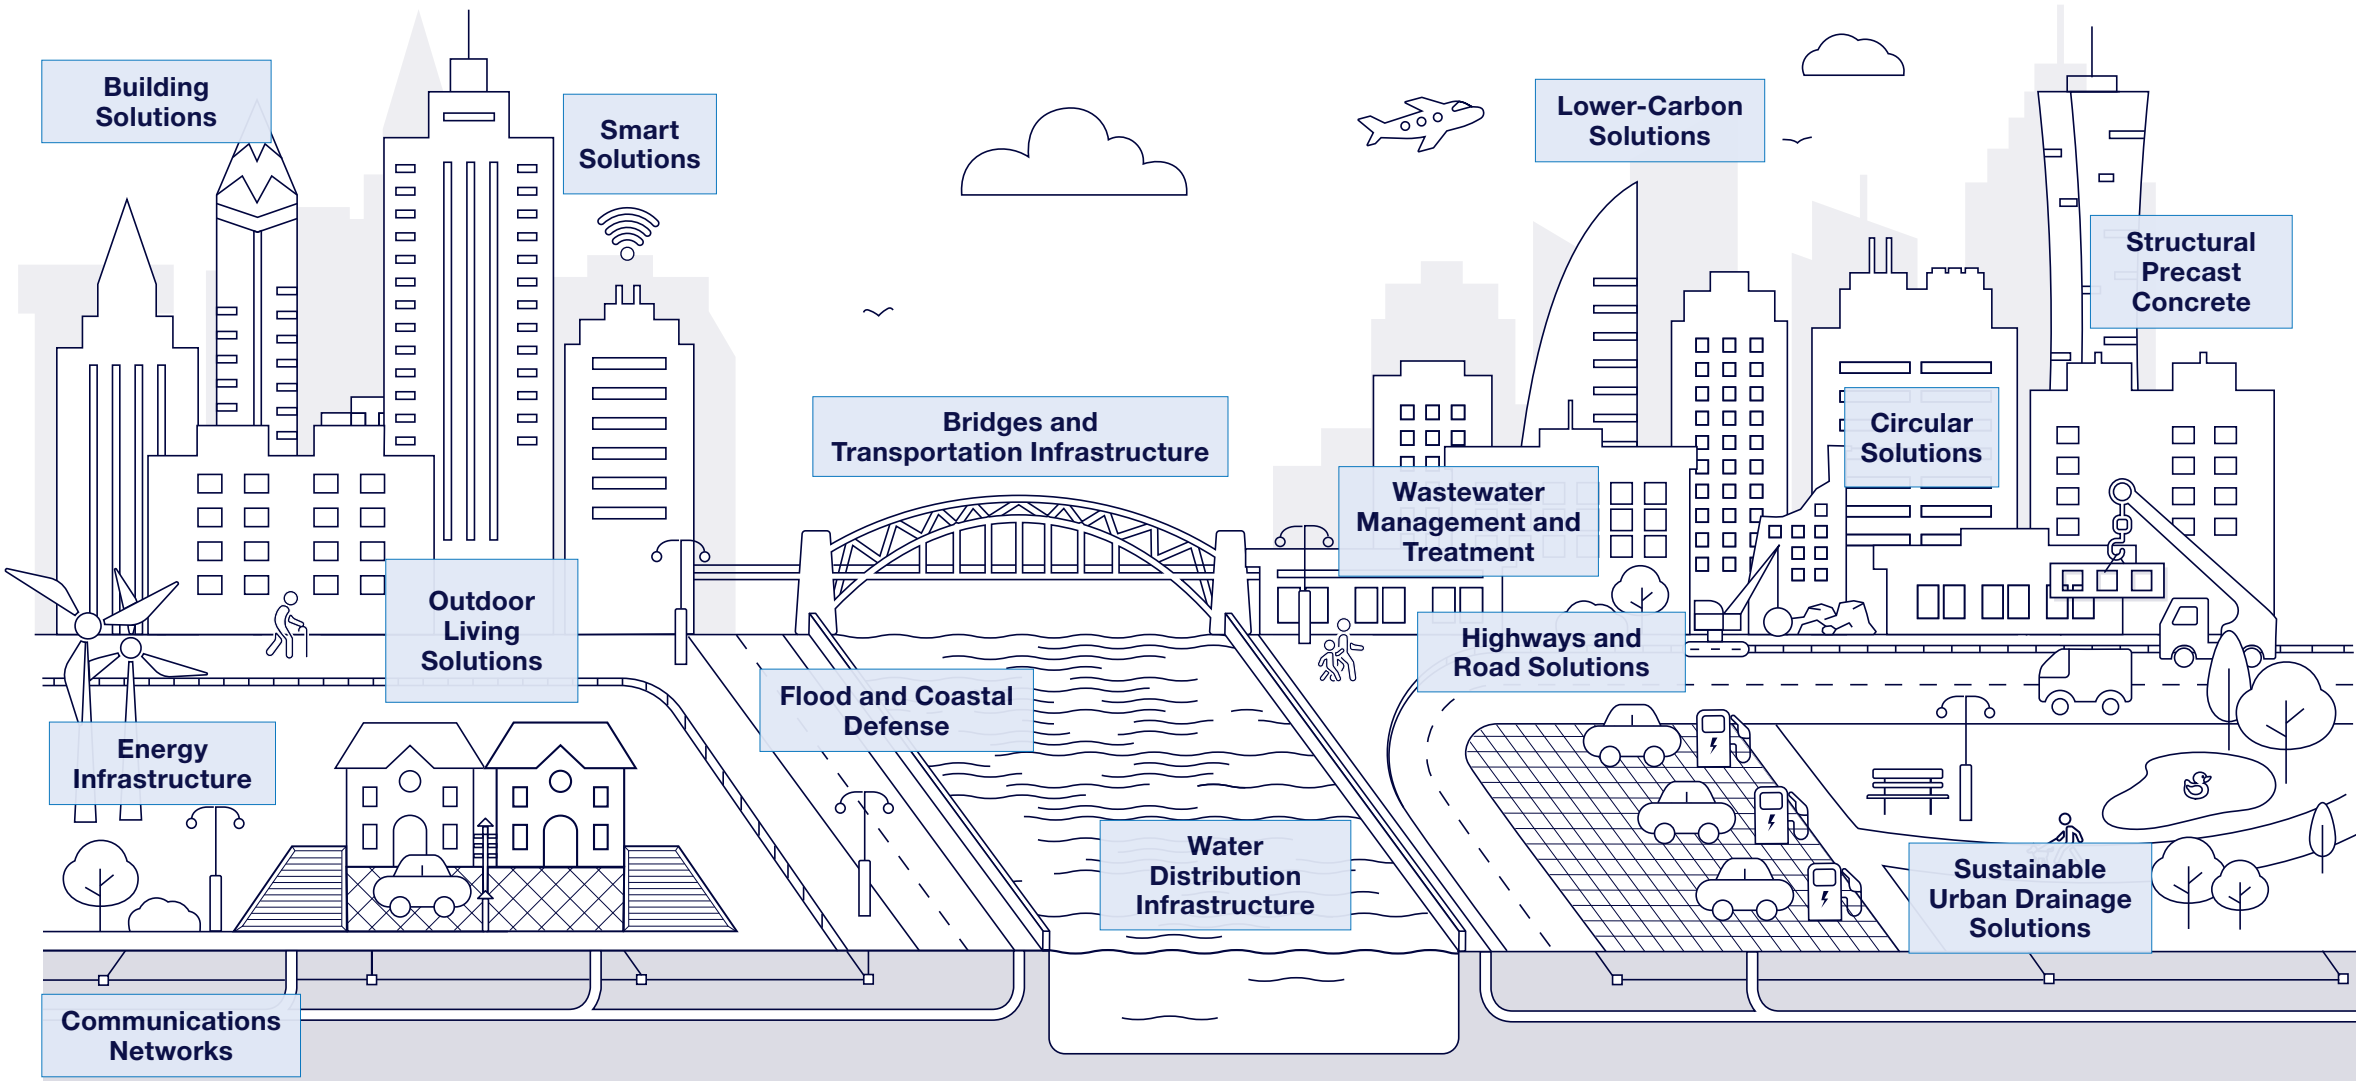 Building
Solutions
Smart
Solutions
Lower-Carbon
Solutions
Structural
Precast
Concrete
Bridges and
Transportation Infrastructure
Circular
Solutions
Wastewater
Management and
Treatment
Outdoor
Living
Solutions
Highways and
Road Solutions
Flood and Coastal
Defense
Energy
Infrastructure
Water
Distribution
Infrastructure
Sustainable
Urban Drainage
Solutions
Communications
Networks